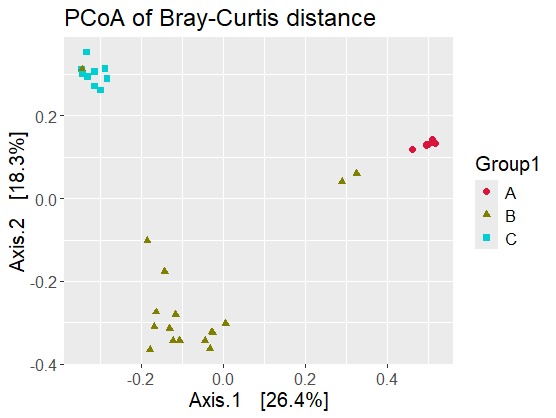 PCoA of Bray-Curtis distance
0.2
0.0
-0.2
-0.4
Axis.2 [18.3%]
-0.2
0.0
0.2
0.4
Axis.1 [26.4%]
Group1
A
B
C